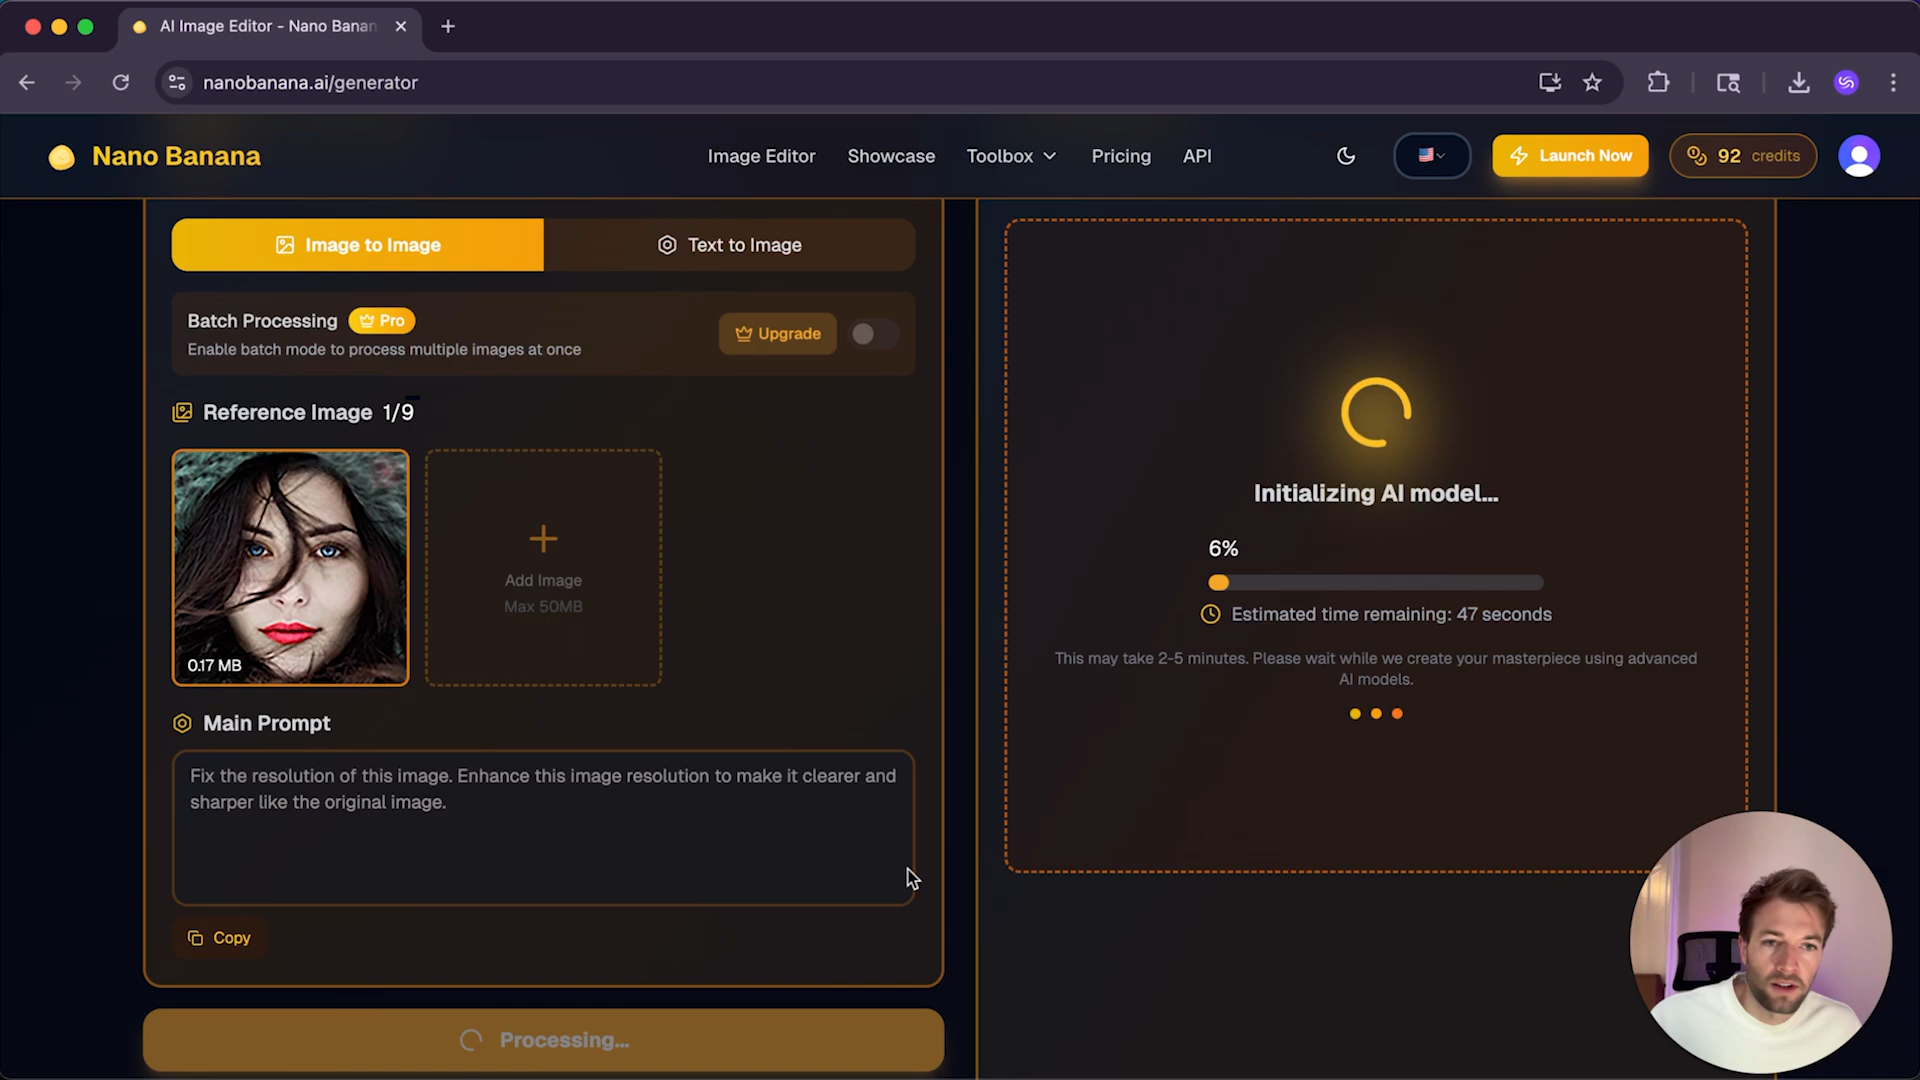 AI Image Editor - Nano Banan
nanobanana.ai/generator
Nano Banana
Image Editor
Showcase
Toolbox
Pricing
API
Launch Now
92 credits
Image to Image
Text to Image
Batch Processing
Pro
Enable batch mode to process multiple images at once
Upgrade
Reference Image 1/9
0.17 MB
Add Image
Max 50MB
Main Prompt
Fix the resolution of this image. Enhance this image resolution to make it clearer and
sharper like the original image.
Copy
Processing...
Initializing AI model...
6%
Estimated time remaining: 47 seconds
This may take 2-5 minutes. Please wait while we create your masterpiece using advanced
AI models.